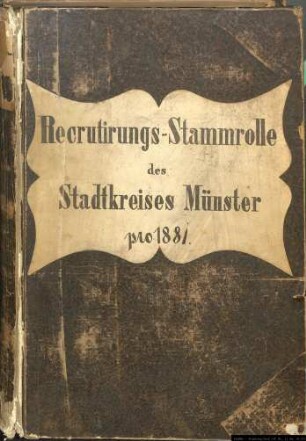 Recrutirungs-Stammrolle
des
Stadtkreises Münster
pro 1881.